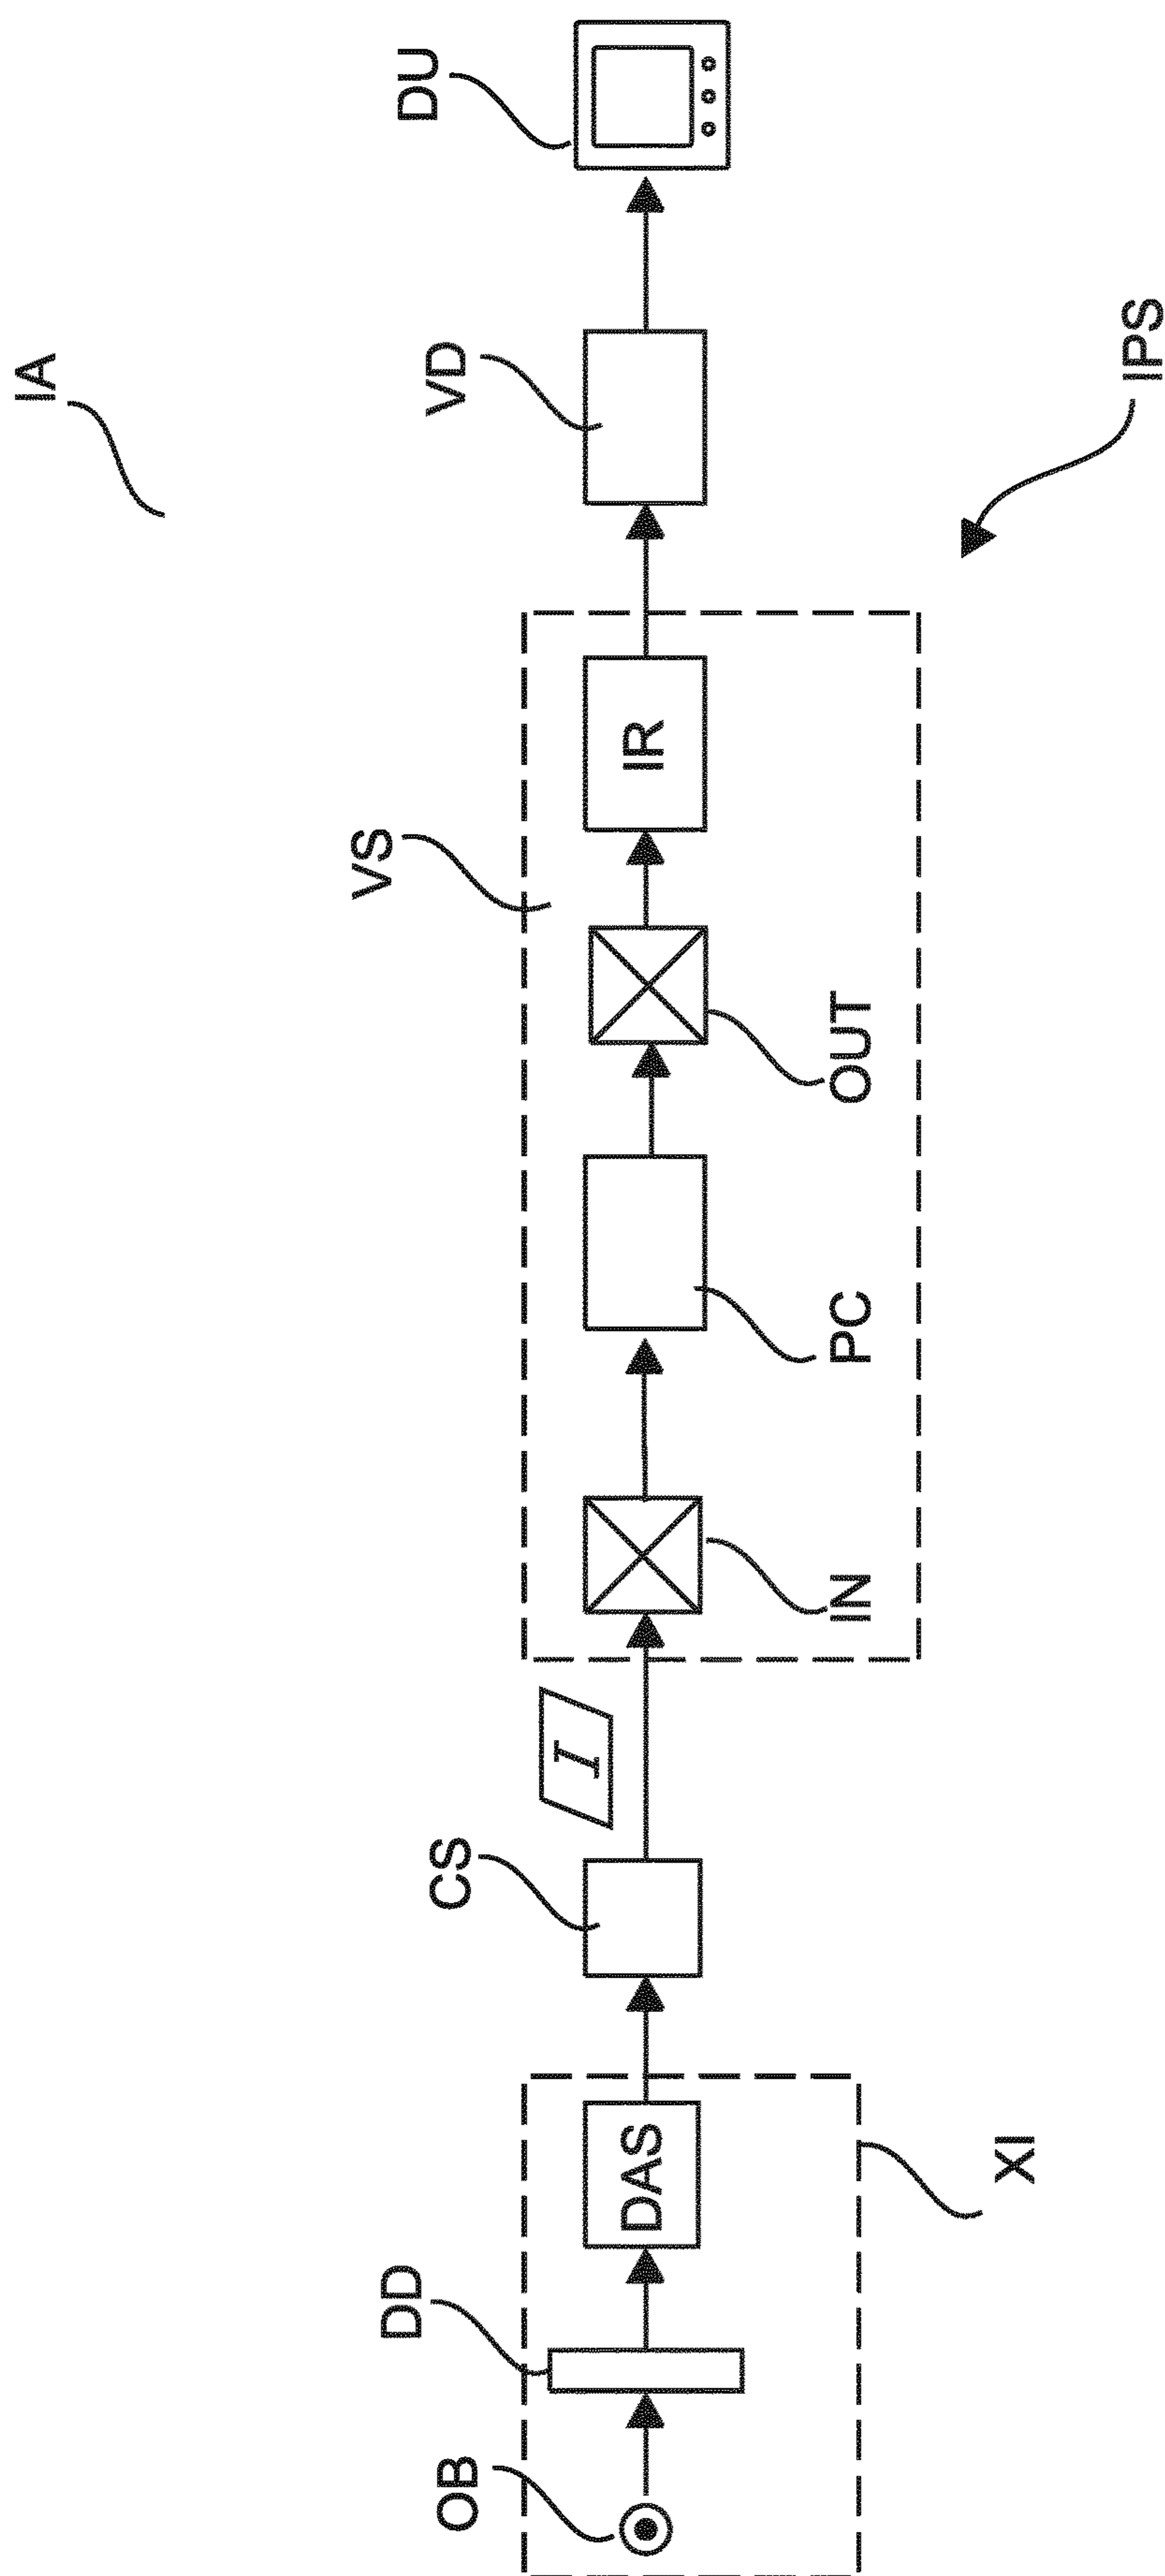 IA
OB
DD
DAS
XI
CS
I
IN
PC
OUT
VS
IR
VD
DU
IPS